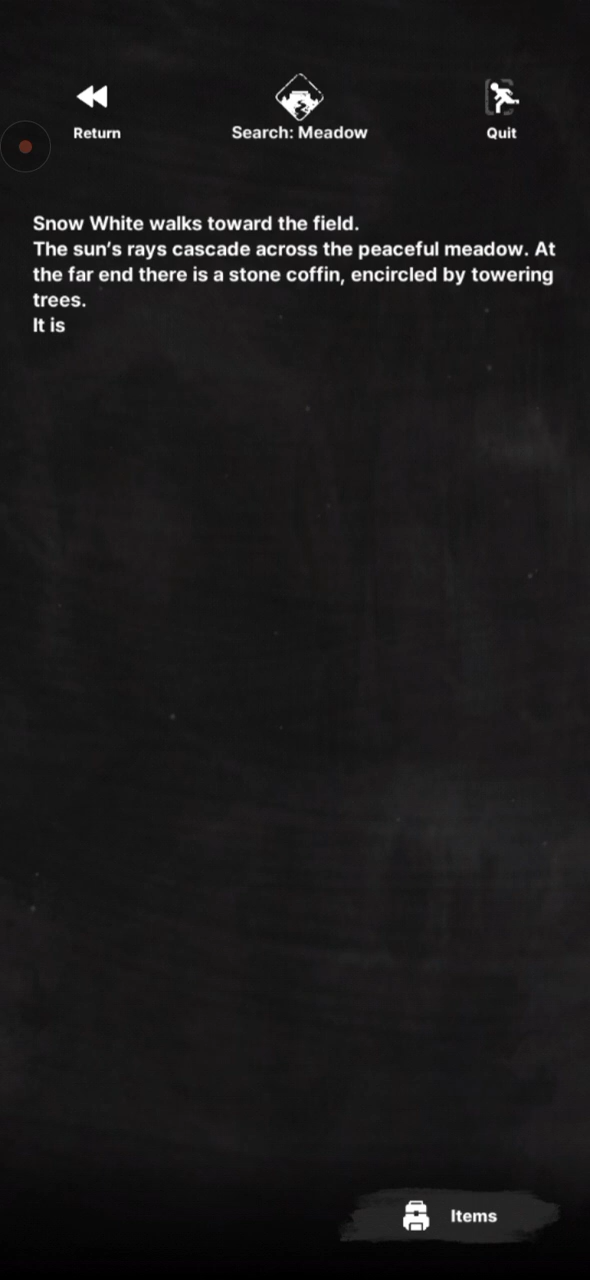 Return
Search: Meadow
Quit
Snow White walks toward the field.
The sun’s rays cascade across the peaceful meadow. At
the far end there is a stone coffin, encircled by towering
trees.
It is
Items